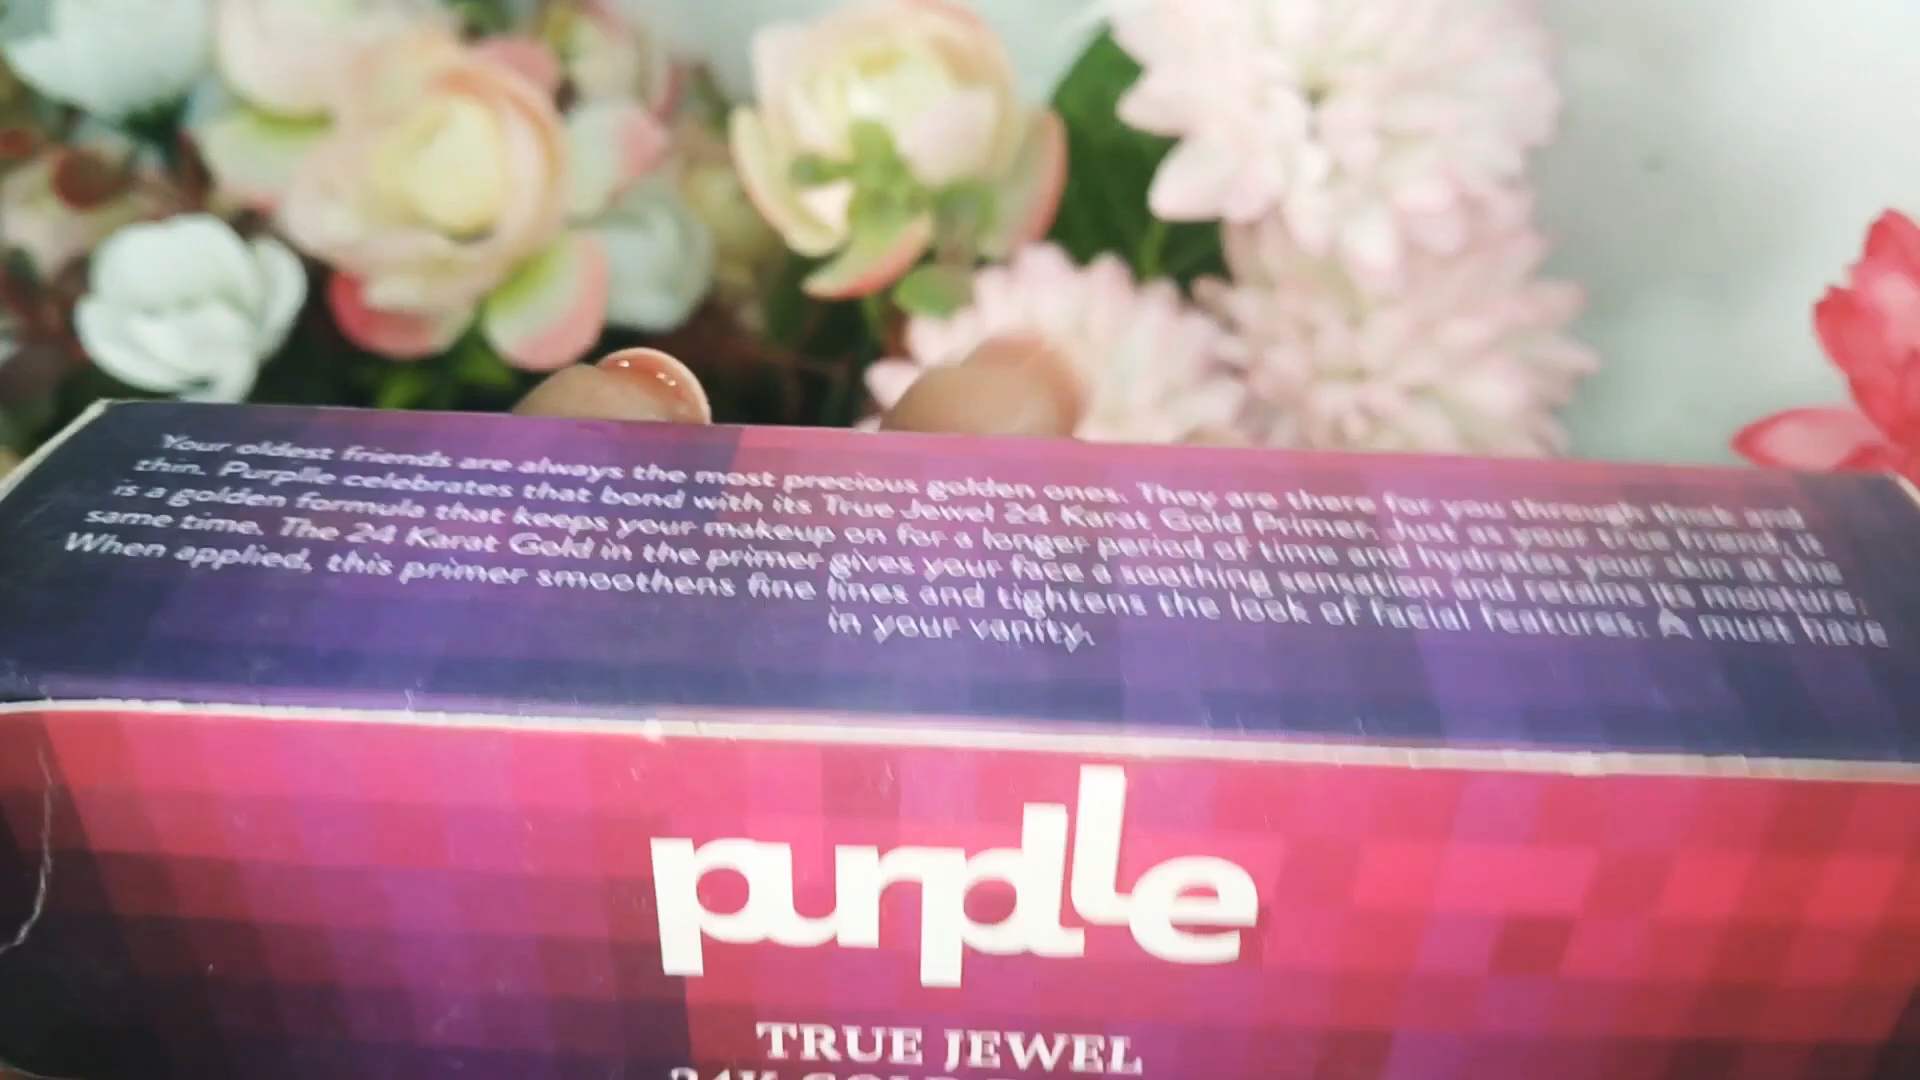 Your oldest friends are always the most precious golden ones. They are there for you through thick and
thin. Purplle celebrates that bond with its True Jewel 24 Karat Gold Primer. Just as your true friend, it
is a golden formula that keeps your makeup on for a longer period of time and hydrates your skin at the
same time. The 24 Karat Gold in the primer gives your face a soothing sensation and retains its moisture.
When applied, this primer smoothens fine lines and tightens the look of facial features. A must have
in your vanity.
purplle
TRUE JEWEL
24K GOLD